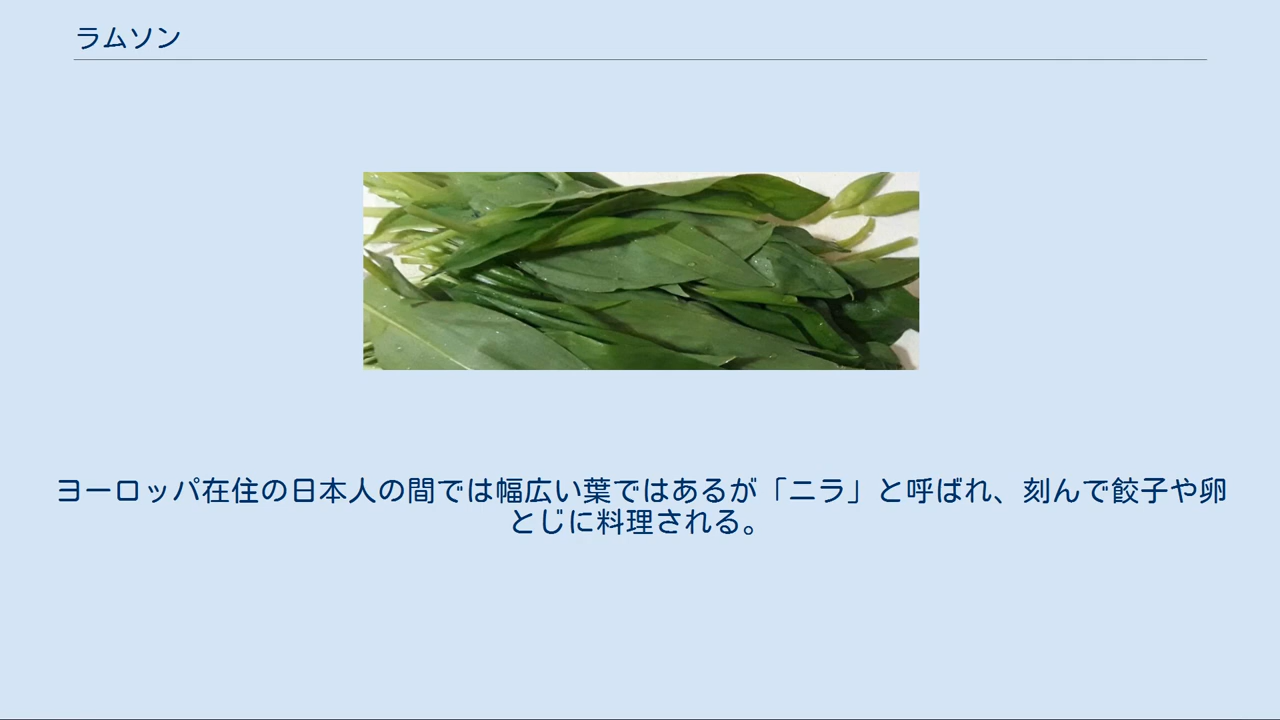 ラムソン
ヨーロッパ在住の日本人の間では幅広い葉ではあるが「ニラ」と呼ばれ、刻んで餃子や卵
とじに料理される。